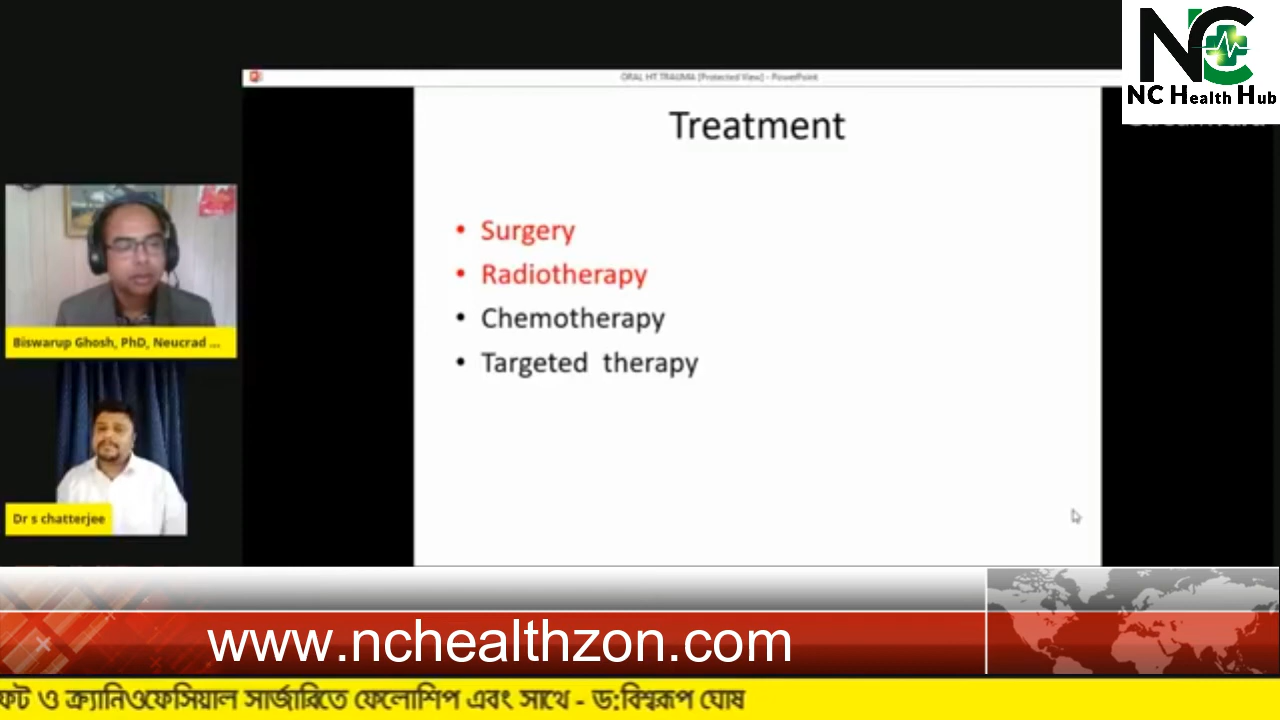 NC
NC Health Hub
ORAL HT TRAUMA [Protected View] - PowerPoint
Treatment
• Surgery
• Radiotherapy
• Chemotherapy
• Targeted therapy
Biswarup Ghosh, PhD, Neucrad ...
Dr s chatterjee
www.nchealthzon.com
ও ক্র্যানিওফেসিয়াল সার্জারিতে ফেলোশিপ এবং সাথে - ড:বিশ্বরূপ ঘোষ